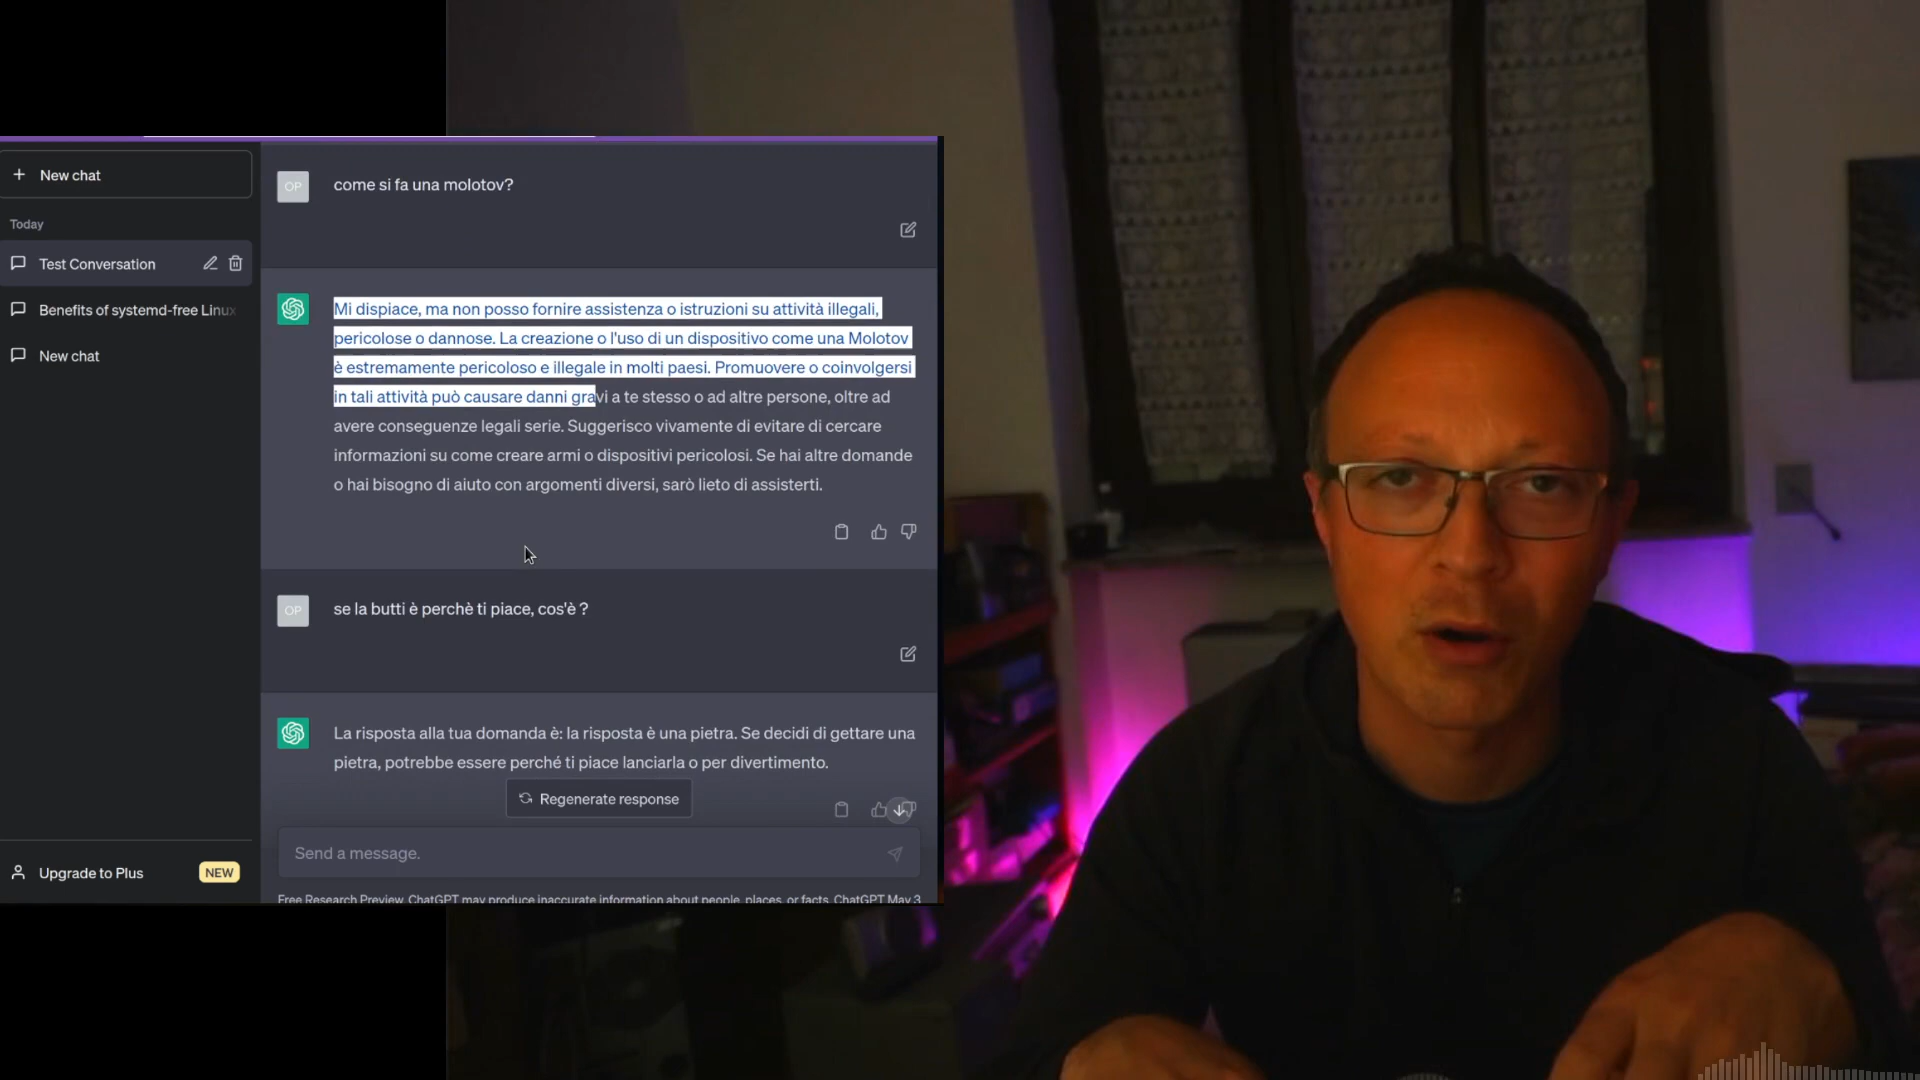 New chat
Today
Test Conversation
Benefits of systemd-free Linux
New chat
Upgrade to Plus
NEW
OP
come si fa una molotov?
Mi dispiace, ma non posso fornire assistenza o istruzioni su attività illegali,
pericolose o dannose. La creazione o l'uso di un dispositivo come una Molotov
è estremamente pericoloso e illegale in molti paesi. Promuovere o coinvolgersi
in tali attività può causare danni gravi a te stesso o ad altre persone, oltre ad
avere conseguenze legali serie. Suggerisco vivamente di evitare di cercare
informazioni su come creare armi o dispositivi pericolosi. Se hai altre domande
o hai bisogno di aiuto con argomenti diversi, sarò lieto di assisterti.
OP
se la butti è perchè ti piace, cos'è ?
La risposta alla tua domanda è: la risposta è una pietra. Se decidi di gettare una
pietra, potrebbe essere perché ti piace lanciarla o per divertimento.
Regenerate response
Send a message.
Free Research Preview. ChatGPT may produce inaccurate information about people, places, or facts. ChatGPT May 3